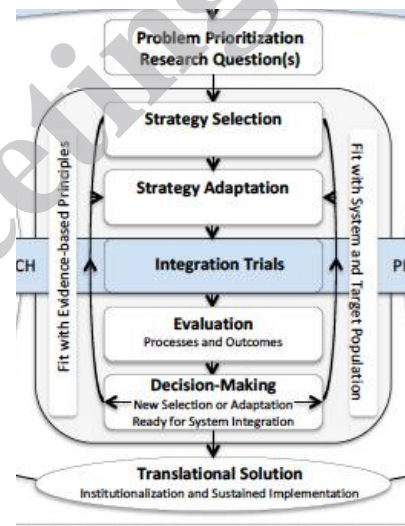 Problem Prioritization
Research Question(s)
Strategy Selection
Strategy Adaptation
Integration Trials
Evaluation
Processes and Outcomes
Decision-Making
New Selection or Adaptation
Ready for System Integration
Translational Solution
Institutionalization and Sustained Implementation
Fit with Evidence-based Principles
Fit with System and Target Population
CH